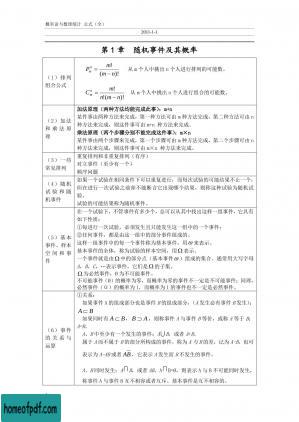 概率论与数理统计 公式（全）
2011-1-1
第 1 章 随机事件及其概率
（1）排列组合公式
从 m 个人中挑出 n 个人进行排列的可能数。
从 m 个人中挑出 n 个人进行组合的可能数。
（2）加法和乘法原理
加法原理（两种方法均能完成此事）：m+n
某件事由两种方法来完成，第一种方法可由 m 种方法完成，第二种方法可由 n
种方法来完成，则这件事可由 m+n 种方法来完成。
乘法原理（两个步骤分别不能完成这件事）：m×n
某件事由两个步骤来完成，第一个步骤可由 m 种方法完成，第二个步骤可由 n
种方法来完成，则这件事可由 m×n 种方法来完成。
（3）一些常见排列
重复排列和非重复排列（有序）
对立事件（至少有一个）
顺序问题
（4）随机试验和随机事件
如果一个试验在相同条件下可以重复进行，而每次试验的可能结果不止一个，
但在进行一次试验之前却不能断言它出现哪个结果，则称这种试验为随机试
验。
试验的可能结果称为随机事件。
（5）基本事件、样本空间和事件
在一个试验下，不管事件有多少个，总可以从其中找出这样一组事件，它具有
如下性质：
①每进行一次试验，必须发生且只能发生这一组中的一个事件；
②任何事件，都是由这一组中的部分事件组成的。
这样一组事件中的每一个事件称为基本事件，用ω来表示。
基本事件的全体，称为试验的样本空间，用Ω表示。
一个事件就是由Ω中的部分点（基本事件ω）组成的集合。通常用大写字母
A，B，C，…表示事件，它们是Ω的子集。
Ω为必然事件，Ø为不可能事件。
不可能事件（Ø）的概率为零，而概率为零的事件不一定是不可能事件；同理，
必然事件（Ω）的概率为1，而概率为1的事件也不一定是必然事件。
（6）事件的关系与运算
①关系：
如果事件 A 的组成部分也是事件 B 的组成部分，（A 发生必有事件 B 发生）：
A⊂B
如果同时有 A⊂B，B⊃A，则称事件 A 与事件 B 等价，或称 A 等于 B：
A=B。
A、B 中至少有一个发生的事件：A∪B，或者 A+B。
属于 A 而不属于 B 的部分所构成的事件，称为 A 与 B 的差，记为 A-B，也可
表示为 A-AB 或者 AB̄，它表示 A 发生而 B 不发生的事件。
A、B 同时发生：A∩B，或者 AB。A∩B=Ø，则表示 A 与 B 不可能同时发生，
称事件 A 与事件 B 互不相容或者互斥。基本事件是互不相容的。
homeofpdf.com